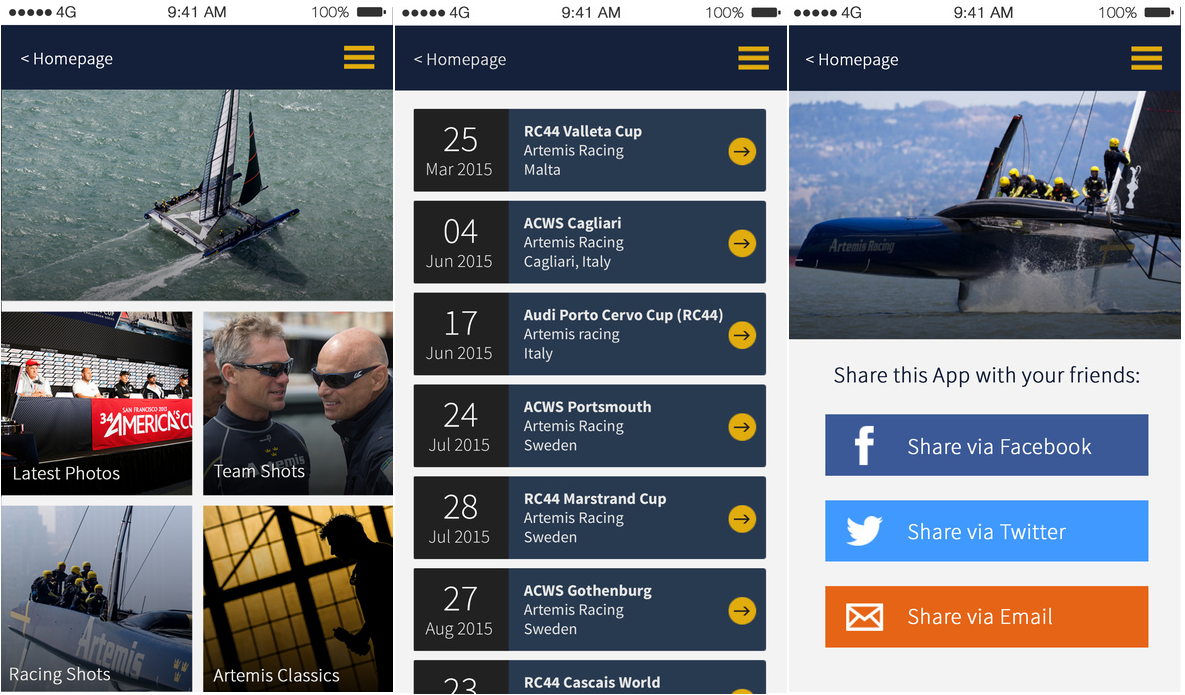 4G 9:41 AM 100%
< Homepage
SAN FRANCISCO 2013
34 AMERICA'S CU
Latest Photos
Artemis
Team Shots
Artemis
Racing Shots
Artemis Classics
4G 9:41 AM 100%
< Homepage
25
Mar 2015
RC44 Valleta Cup
Artemis Racing
Malta
04
Jun 2015
ACWS Cagliari
Artemis Racing
Cagliari, Italy
17
Jun 2015
Audi Porto Cervo Cup (RC44)
Artemis racing
Italy
24
Jul 2015
ACWS Portsmouth
Artemis Racing
Sweden
28
Jul 2015
RC44 Marstrand Cup
Artemis Racing
Sweden
27
Aug 2015
ACWS Gothenburg
Artemis Racing
Sweden
23
RC44 Cascais World
4G 9:41 AM 100%
< Homepage
Artemis Racing
Share this App with your friends:
Share via Facebook
Share via Twitter
Share via Email